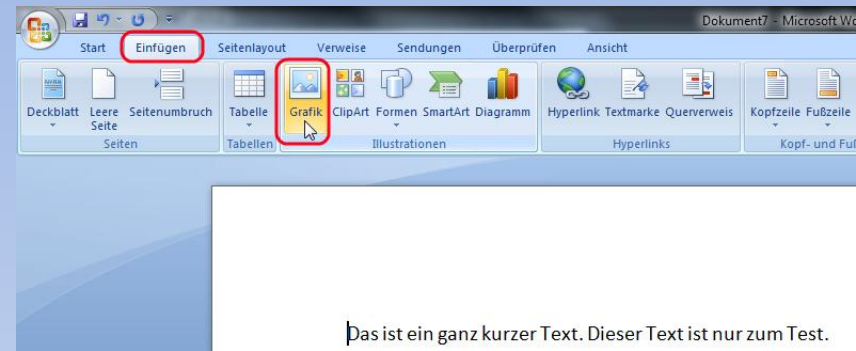 Dokument7 - Microsoft Wo
Start Einfügen Seitenlayout Verweise Sendungen Überprüfen Ansicht
Deckblatt Leere Seite Seitenumbruch Tabelle Grafik ClipArt Formen SmartArt Diagramm Hyperlink Textmarke Querverweis Kopfzeile Fußzeile
Seiten Tabellen Illustrationen Hyperlinks Kopf- und Fuß
Das ist ein ganz kurzer Text. Dieser Text ist nur zum Test.